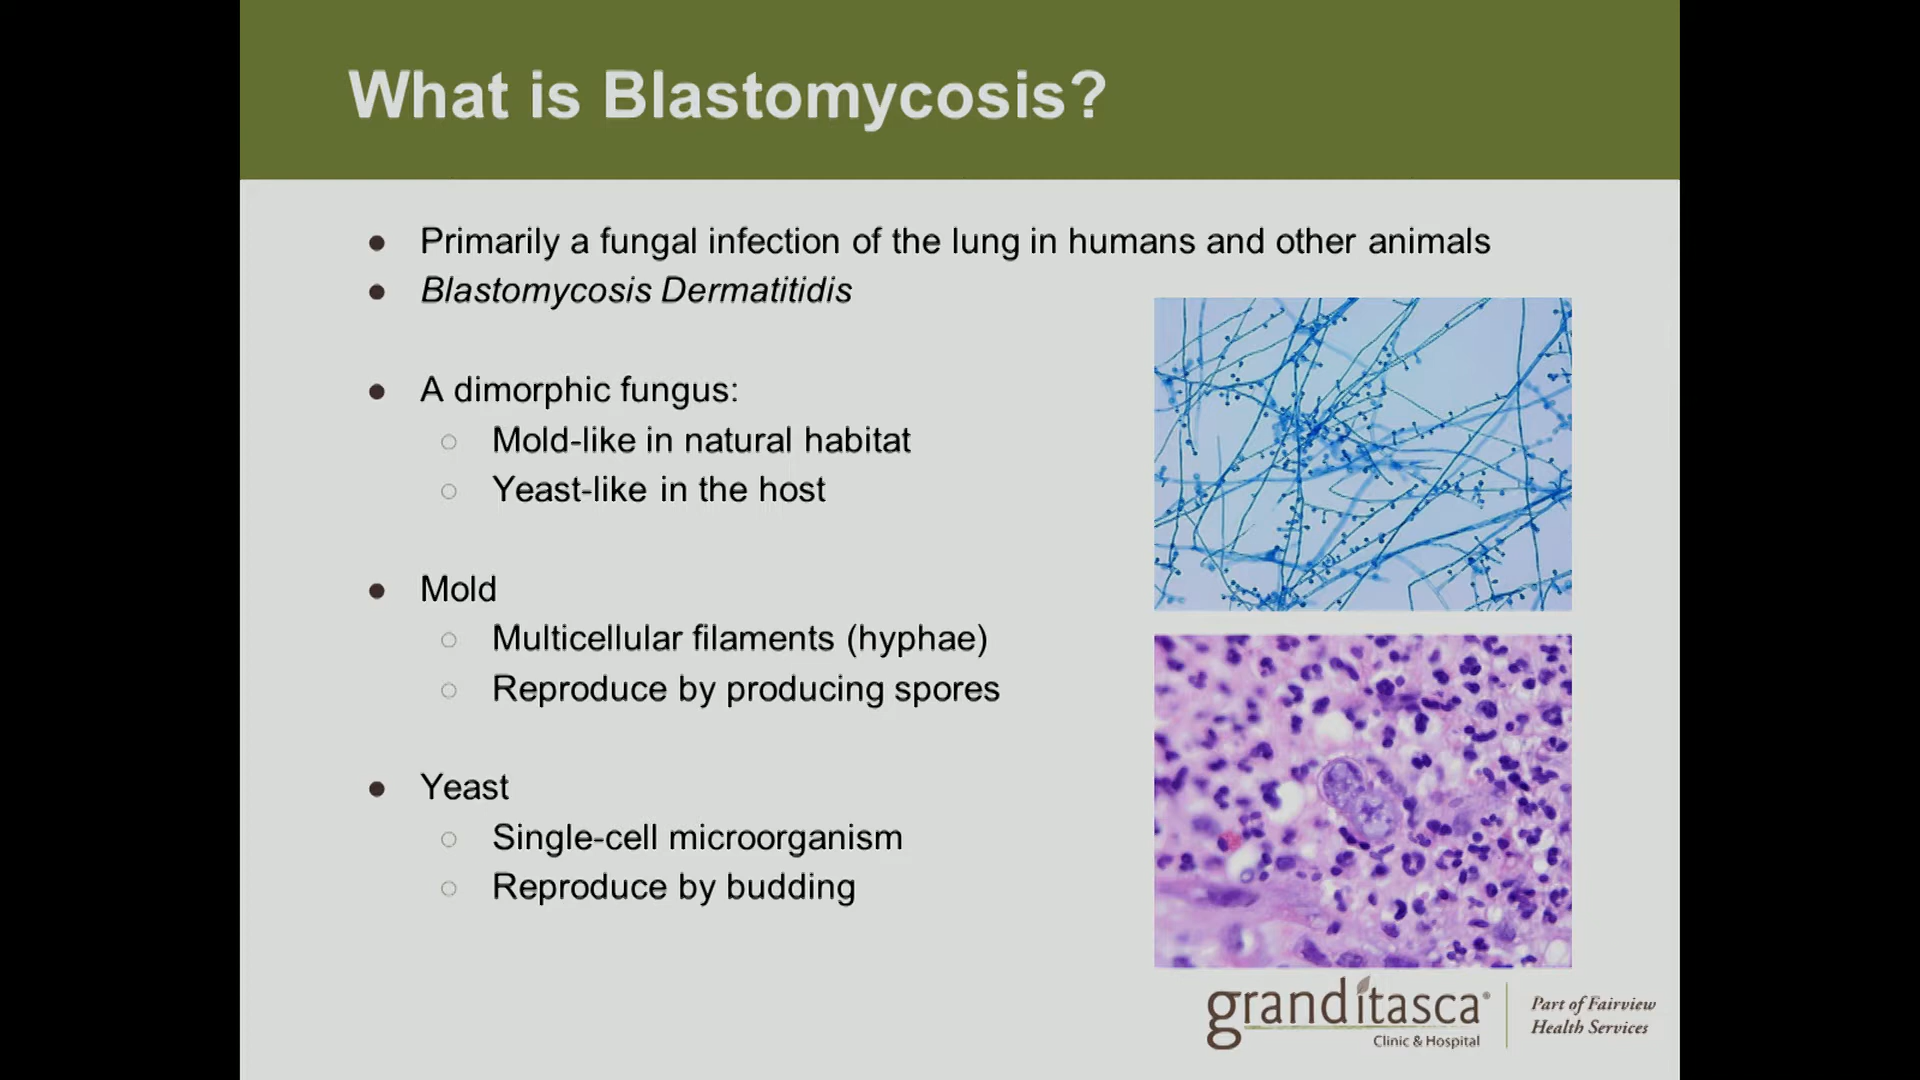 What is Blastomycosis?
● Primarily a fungal infection of the lung in humans and other animals
● Blastomycosis Dermatitidis
● A dimorphic fungus:
○ Mold-like in natural habitat
○ Yeast-like in the host
● Mold
○ Multicellular filaments (hyphae)
○ Reproduce by producing spores
● Yeast
○ Single-cell microorganism
○ Reproduce by budding
granditasca®
Clinic & Hospital
Part of Fairview
Health Services